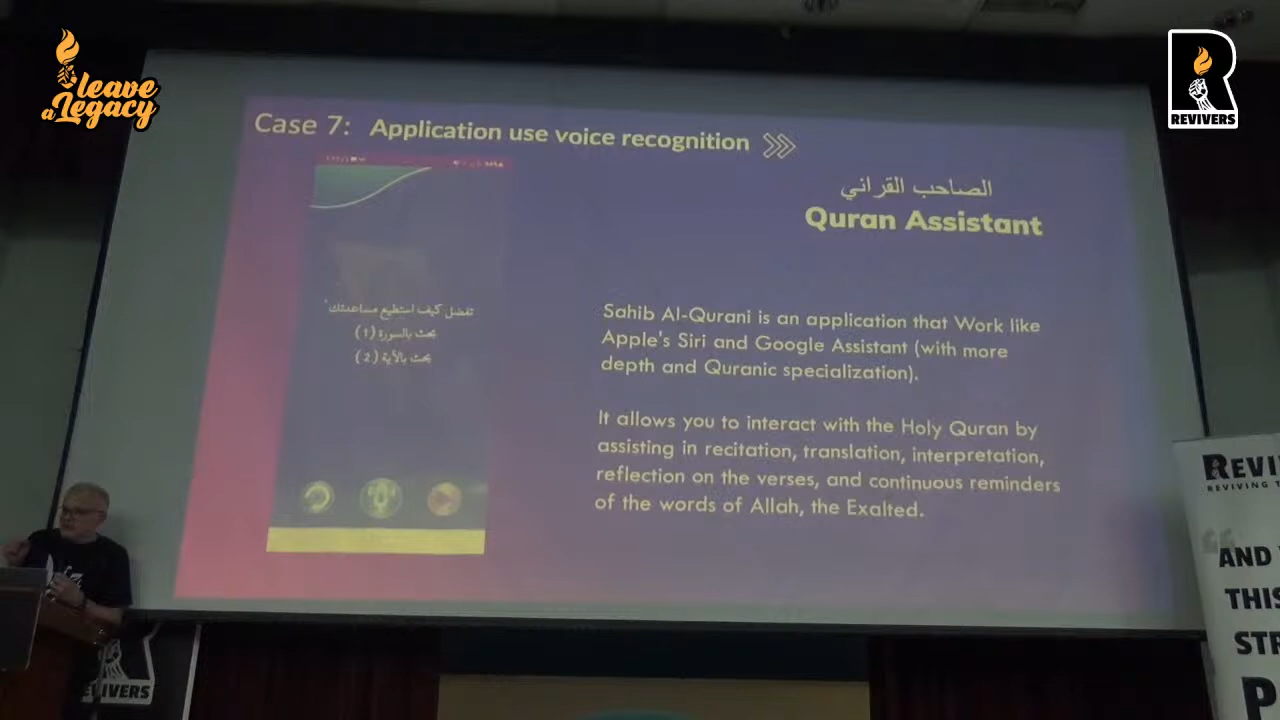 leave
a Legacy
R
REVIVERS
Case 7: Application use voice recognition
الصاحب القراني
Quran Assistant
تفضل كيف استطيع مساعدتك
بحث بالسورة (1)
بحث بالآية (2)
Sahib Al-Qurani is an application that Work like
Apple's Siri and Google Assistant (with more
depth and Quranic specialization).
It allows you to interact with the Holy Quran by
assisting in recitation, translation, interpretation,
reflection on the verses, and continuous reminders
of the words of Allah, the Exalted.
REVI
REVIVING T
AND
THIS
STR
P
EVIVERS